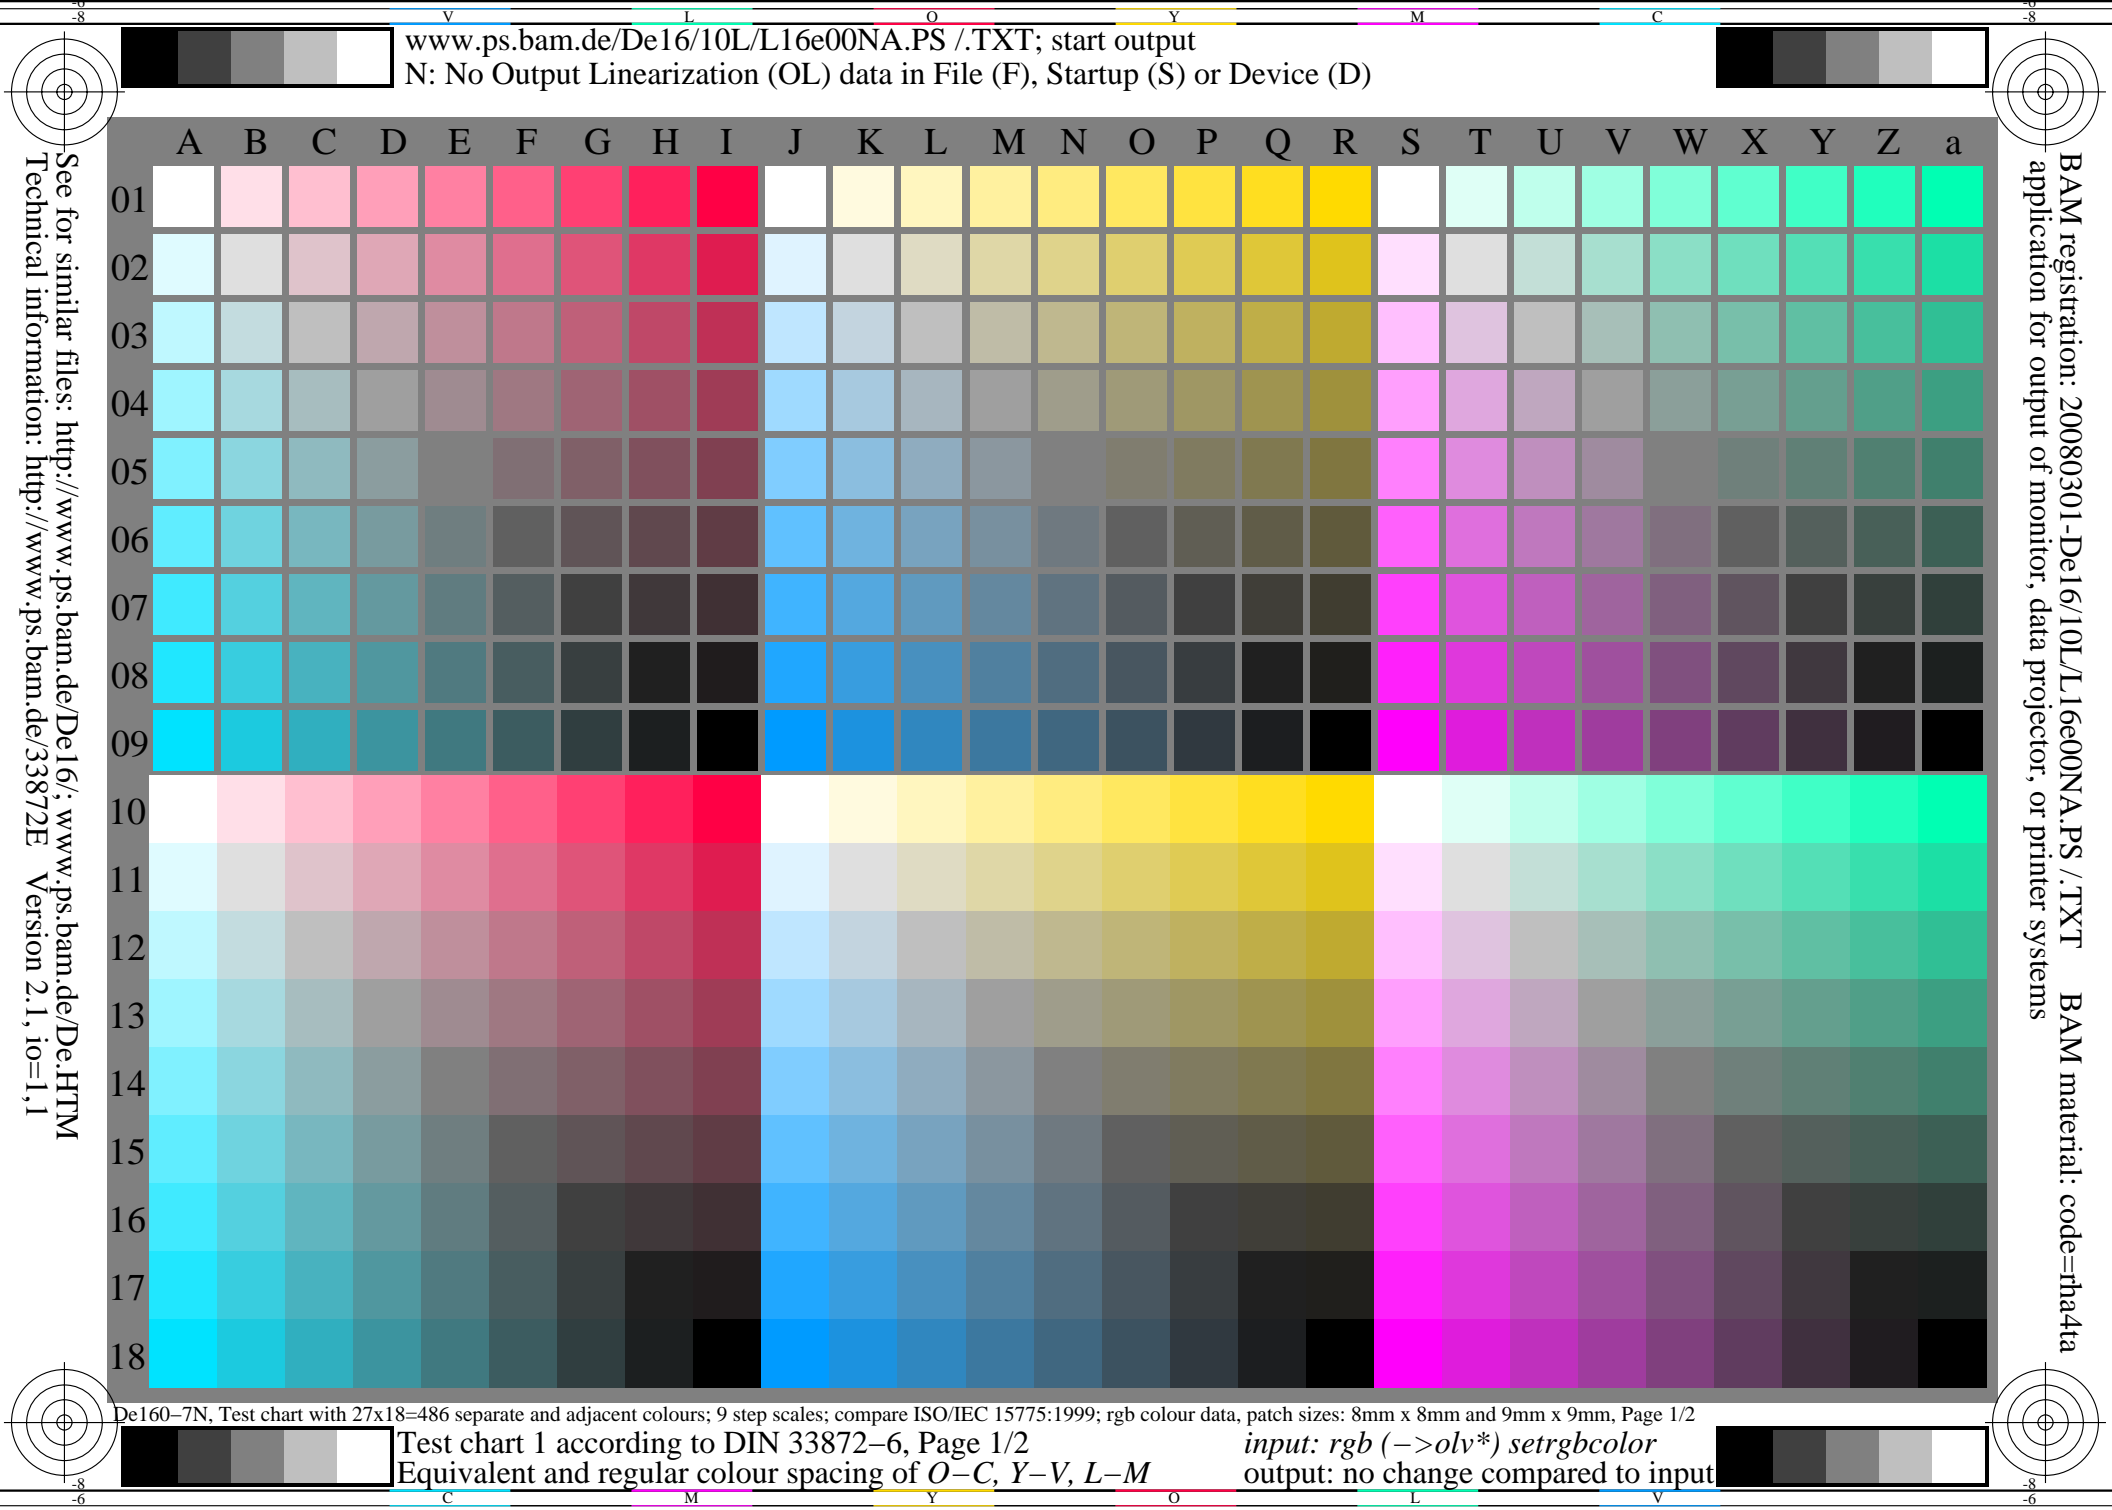 -8 V L O Y M C -8
www.ps.bam.de/De16/10L/L16e00NA.PS /.TXT; start output
N: No Output Linearization (OL) data in File (F), Startup (S) or Device (D)
See for similar files: http://www.ps.bam.de/De16/; www.ps.bam.de/De.HTM
Technical information: http://www.ps.bam.de/33872E Version 2.1, io=1,1
A B C D E F G H I J K L M N O P Q R S T U V W X Y Z a
01
02
03
04
05
06
07
08
09
10
11
12
13
14
15
16
17
18
BAM registration: 20080301-De16/10L/L16e00NA.PS /.TXT BAM material: code=rha4ta
application for output of monitor, data projector, or printer systems
De160−7N, Test chart with 27x18=486 separate and adjacent colours; 9 step scales; compare ISO/IEC 15775:1999; rgb colour data, patch sizes: 8mm x 8mm and 9mm x 9mm, Page 1/2
Test chart 1 according to DIN 33872−6, Page 1/2
Equivalent and regular colour spacing of O−C, Y−V, L−M
input: rgb (−>olv*) setrgbcolor
output: no change compared to input
-8 -8
-6 C M Y O L V -6